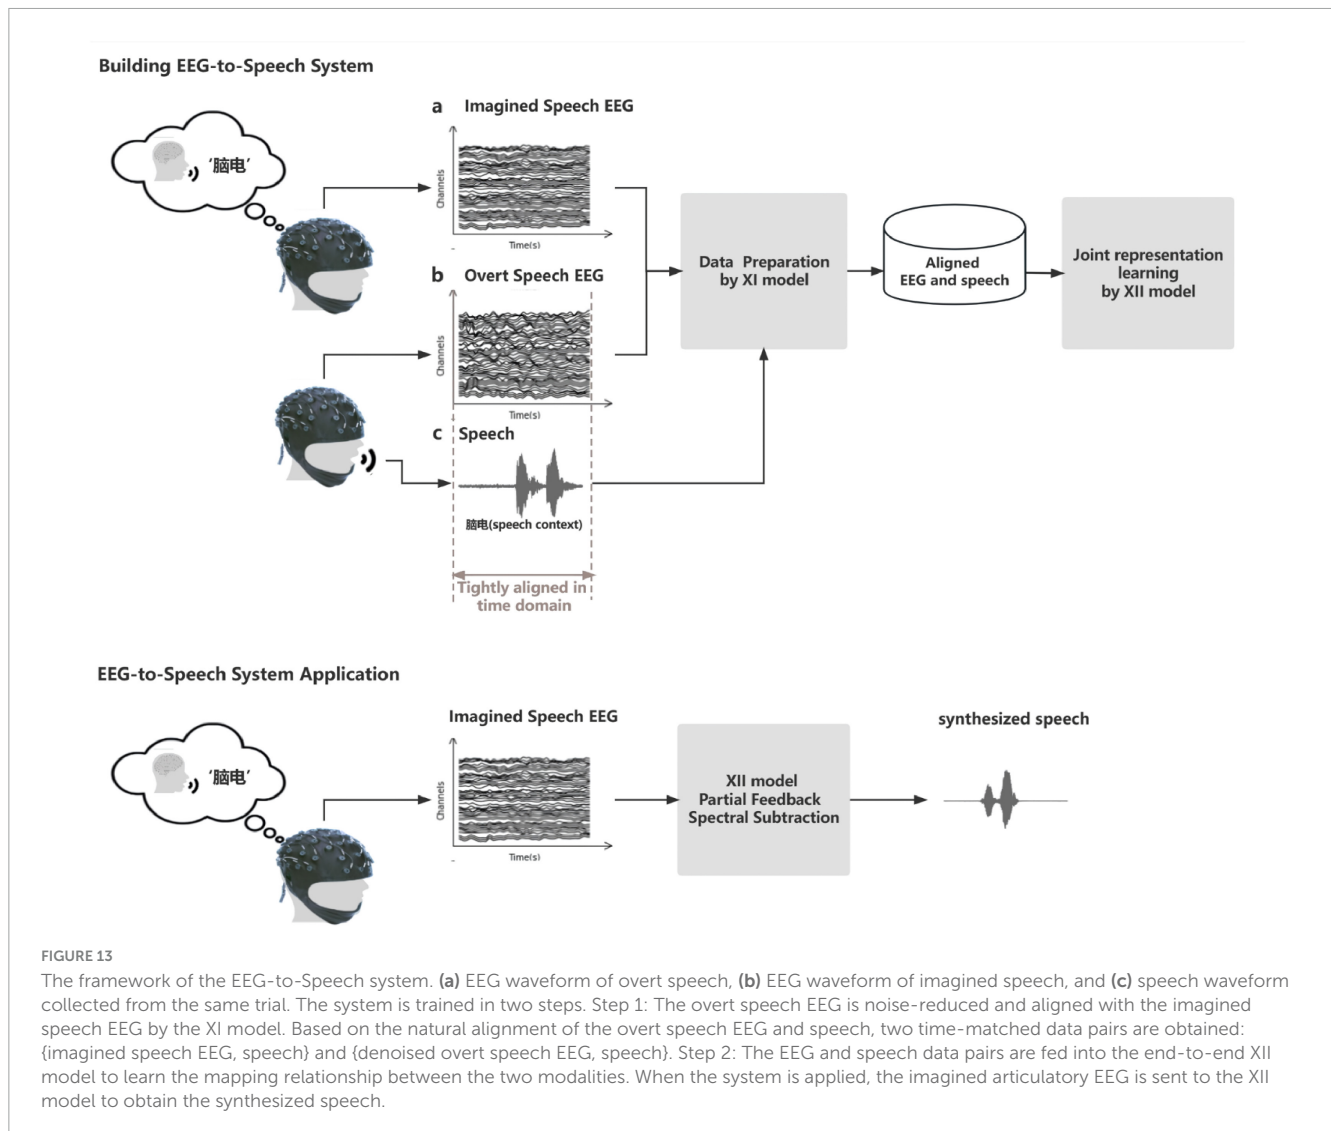 Building EEG-to-Speech System
a Imagined Speech EEG
'脑电'
Channels
Time(s)
b Overt Speech EEG
Channels
Time(s)
c Speech
脑电(speech context)
Tightly aligned in
time domain
Data Preparation
by XI model
Aligned
EEG and speech
Joint representation
learning
by XII model
EEG-to-Speech System Application
'脑电'
Imagined Speech EEG
Channels
Time(s)
XII model
Partial Feedback
Spectral Subtraction
synthesized speech
FIGURE 13
The framework of the EEG-to-Speech system. (a) EEG waveform of overt speech, (b) EEG waveform of imagined speech, and (c) speech waveform
collected from the same trial. The system is trained in two steps. Step 1: The overt speech EEG is noise-reduced and aligned with the imagined
speech EEG by the XI model. Based on the natural alignment of the overt speech EEG and speech, two time-matched data pairs are obtained:
{imagined speech EEG, speech} and {denoised overt speech EEG, speech}. Step 2: The EEG and speech data pairs are fed into the end-to-end XII
model to learn the mapping relationship between the two modalities. When the system is applied, the imagined articulatory EEG is sent to the XII
model to obtain the synthesized speech.